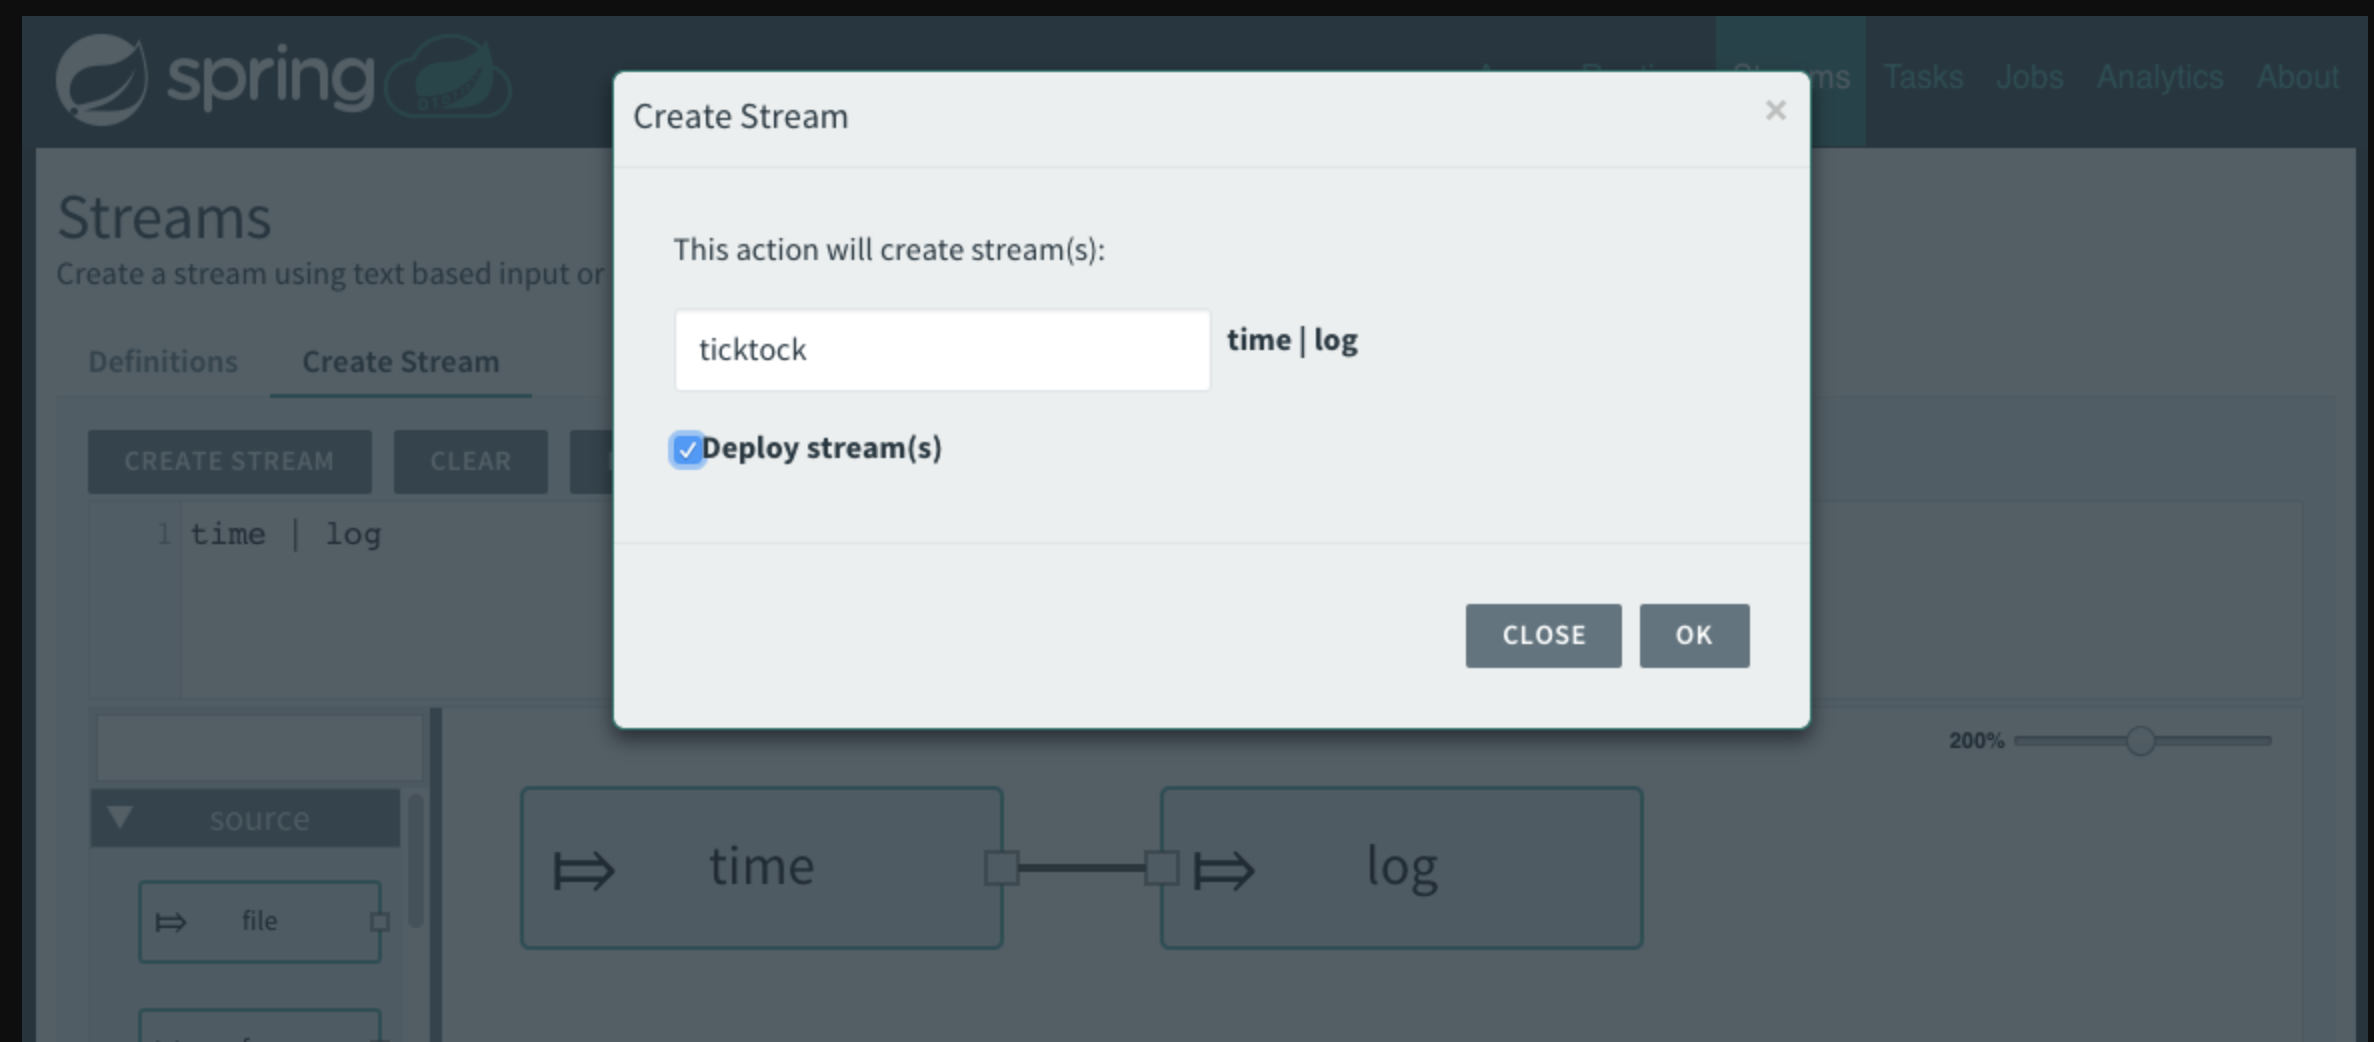 spring
Tasks Jobs Analytics About
Create Stream
Streams
Create a stream using text based input or
This action will create stream(s):
ticktock
time | log
Definitions
Create Stream
Deploy stream(s)
CREATE STREAM
CLEAR
1 time | log
CLOSE
OK
200%
source
time
log
file